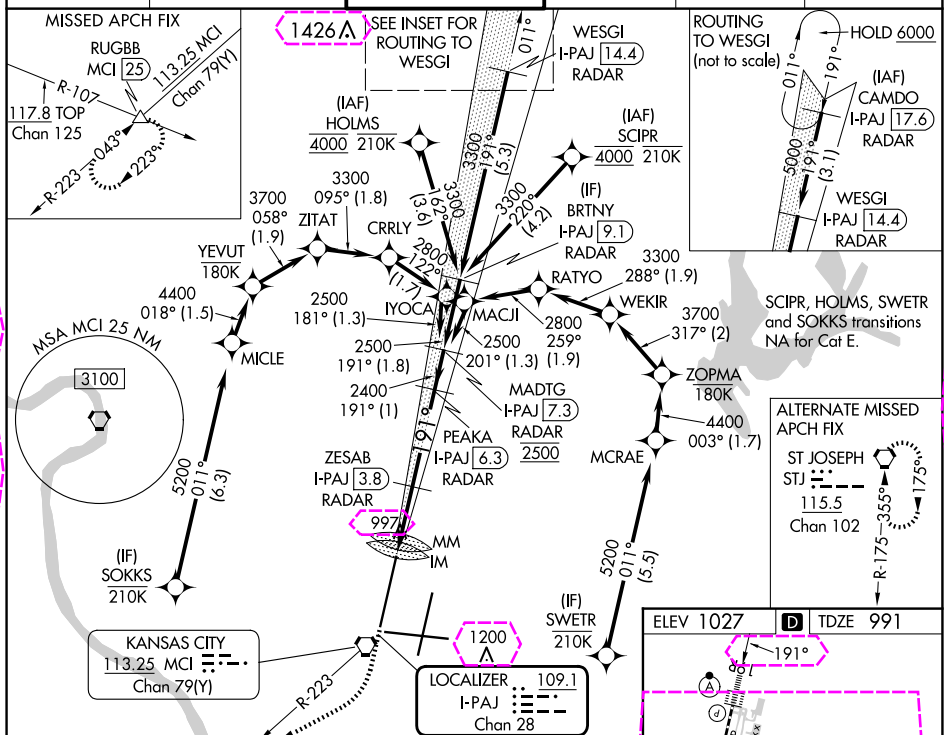 MISSED APCH FIX
RUGBB
MCI 25
113.25 MCI
Chan 79(Y)
R-107
117.8 TOP
Chan 125
043°
223°
R-223
1426
SEE INSET FOR
ROUTING TO
WESGI
011°
WESGI
I-PAJ 14.4
RADAR
ROUTING
TO WESGI
(not to scale)
HOLD 6000
011°
191°
(IAF)
CAMDO
I-PAJ 17.6
RADAR
5000
191°
(3.1)
WESGI
I-PAJ 14.4
RADAR
(IAF)
HOLMS
4000 210K
(IAF)
SCIPR
4000 210K
3300
191°
(5.3)
3300
162°
(3.6)
3300
220°
(4.2)
(IF)
BRTNY
I-PAJ 9.1
RADAR
3300
095° (1.8)
3700
058°
(1.9)
ZITAT
CRRLY
YEVUT
180K
2800
122°
(1.7)
4400
018° (1.5)
IYOCA
MACJI
RATYO
3300
288° (1.9)
WEKIR
2500
181° (1.3)
2500
191° (1.8)
2500
201° (1.3)
2800
259°
(1.9)
3700
317° (2)
SCIPR, HOLMS, SWETR
and SOKKS transitions
NA for Cat E.
MSA MCI 25 NM
3100
MICLE
2400
191° (1)
MADTG
I-PAJ 7.3
RADAR
2500
ZOPMA
180K
191°
PEAKA
I-PAJ 6.3
RADAR
4400
003° (1.7)
MCRAE
ALTERNATE MISSED
APCH FIX
ST JOSEPH
STJ
115.5
Chan 102
355°
175°
R-175
ZESAB
I-PAJ 3.8
RADAR
5200
011°
(6.3)
997
MM
IM
5200
011°
(5.5)
(IF)
SOKKS
210K
(IF)
SWETR
210K
KANSAS CITY
113.25 MCI
Chan 79(Y)
R-223
1200
LOCALIZER 109.1
I-PAJ
Chan 28
ELEV 1027 D TDZE 991
191°
A
P